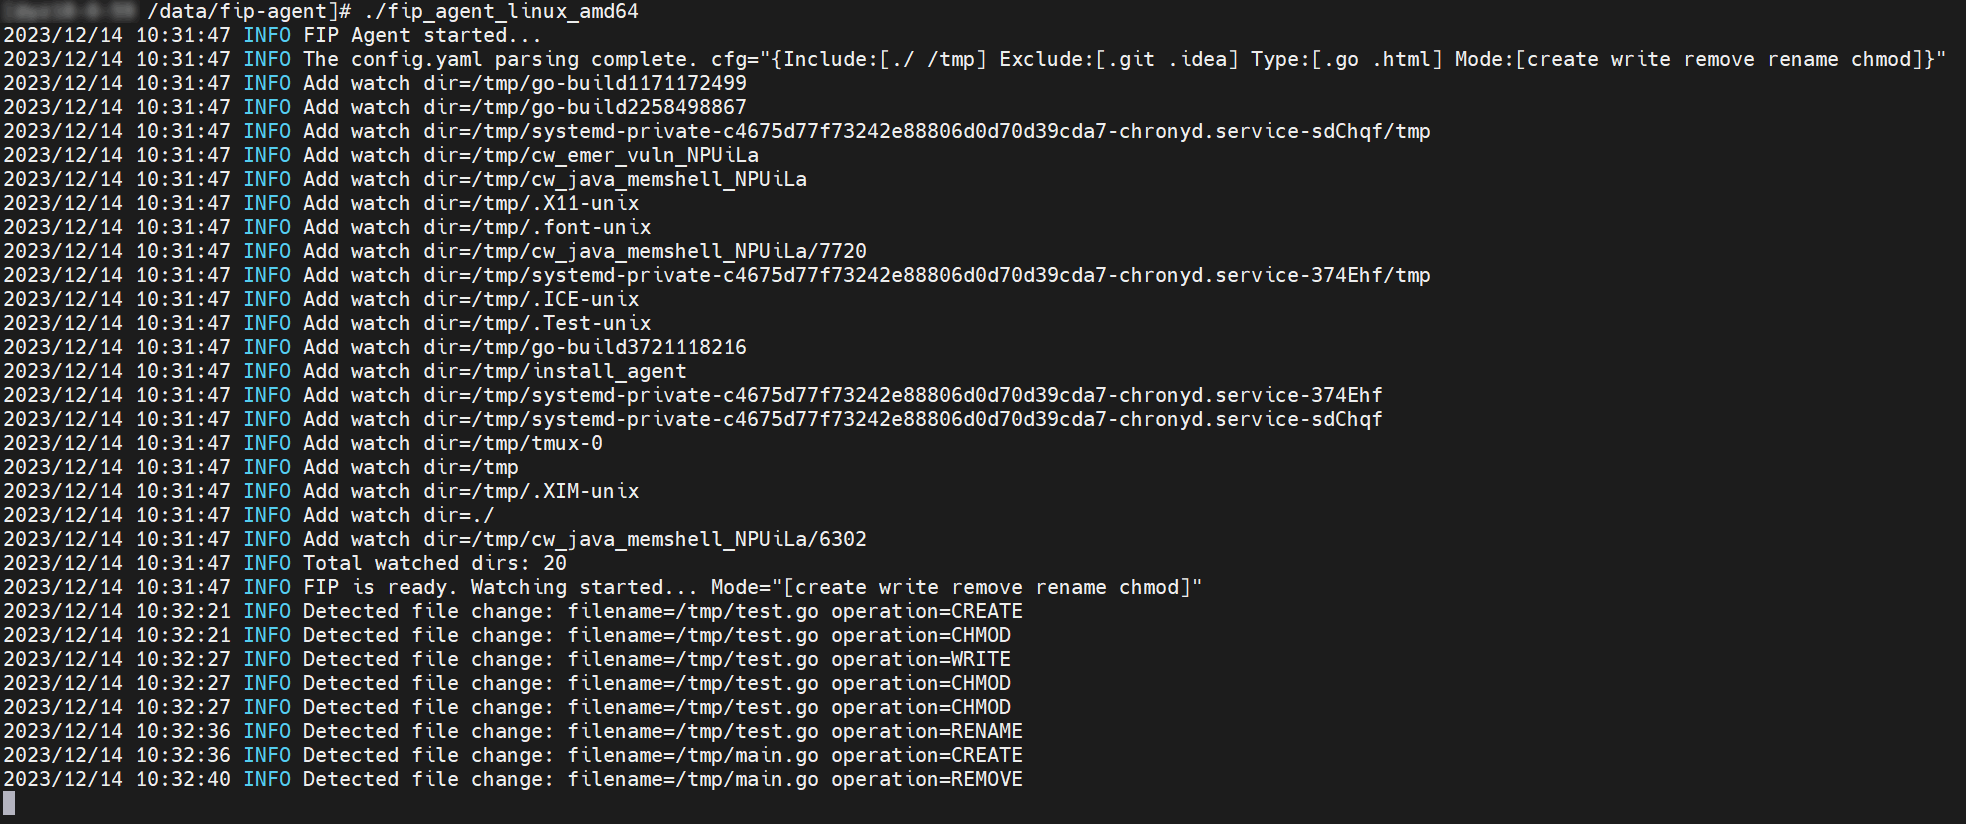 /data/fip-agent]# ./fip_agent_linux_amd64
2023/12/14 10:31:47 INFO FIP Agent started...
2023/12/14 10:31:47 INFO The config.yaml parsing complete. cfg="{Include:[./ /tmp] Exclude:[.git .idea] Type:[.go .html] Mode:[create write remove rename chmod]}"
2023/12/14 10:31:47 INFO Add watch dir=/tmp/go-build1171172499
2023/12/14 10:31:47 INFO Add watch dir=/tmp/go-build2258498867
2023/12/14 10:31:47 INFO Add watch dir=/tmp/systemd-private-c4675d77f73242e88806d0d70d39cda7-chronyd.service-sdChqf/tmp
2023/12/14 10:31:47 INFO Add watch dir=/tmp/cw_emer_vuln_NPUiLa
2023/12/14 10:31:47 INFO Add watch dir=/tmp/cw_java_memshell_NPUiLa
2023/12/14 10:31:47 INFO Add watch dir=/tmp/.X11-unix
2023/12/14 10:31:47 INFO Add watch dir=/tmp/.font-unix
2023/12/14 10:31:47 INFO Add watch dir=/tmp/cw_java_memshell_NPUiLa/7720
2023/12/14 10:31:47 INFO Add watch dir=/tmp/systemd-private-c4675d77f73242e88806d0d70d39cda7-chronyd.service-374Ehf/tmp
2023/12/14 10:31:47 INFO Add watch dir=/tmp/.ICE-unix
2023/12/14 10:31:47 INFO Add watch dir=/tmp/.Test-unix
2023/12/14 10:31:47 INFO Add watch dir=/tmp/go-build3721118216
2023/12/14 10:31:47 INFO Add watch dir=/tmp/install_agent
2023/12/14 10:31:47 INFO Add watch dir=/tmp/systemd-private-c4675d77f73242e88806d0d70d39cda7-chronyd.service-374Ehf
2023/12/14 10:31:47 INFO Add watch dir=/tmp/systemd-private-c4675d77f73242e88806d0d70d39cda7-chronyd.service-sdChqf
2023/12/14 10:31:47 INFO Add watch dir=/tmp/tmux-0
2023/12/14 10:31:47 INFO Add watch dir=/tmp
2023/12/14 10:31:47 INFO Add watch dir=/tmp/.XIM-unix
2023/12/14 10:31:47 INFO Add watch dir=./
2023/12/14 10:31:47 INFO Add watch dir=/tmp/cw_java_memshell_NPUiLa/6302
2023/12/14 10:31:47 INFO Total watched dirs: 20
2023/12/14 10:31:47 INFO FIP is ready. Watching started... Mode="[create write remove rename chmod]"
2023/12/14 10:32:21 INFO Detected file change: filename=/tmp/test.go operation=CREATE
2023/12/14 10:32:21 INFO Detected file change: filename=/tmp/test.go operation=CHMOD
2023/12/14 10:32:27 INFO Detected file change: filename=/tmp/test.go operation=WRITE
2023/12/14 10:32:27 INFO Detected file change: filename=/tmp/test.go operation=CHMOD
2023/12/14 10:32:27 INFO Detected file change: filename=/tmp/test.go operation=CHMOD
2023/12/14 10:32:36 INFO Detected file change: filename=/tmp/test.go operation=RENAME
2023/12/14 10:32:36 INFO Detected file change: filename=/tmp/main.go operation=CREATE
2023/12/14 10:32:40 INFO Detected file change: filename=/tmp/main.go operation=REMOVE